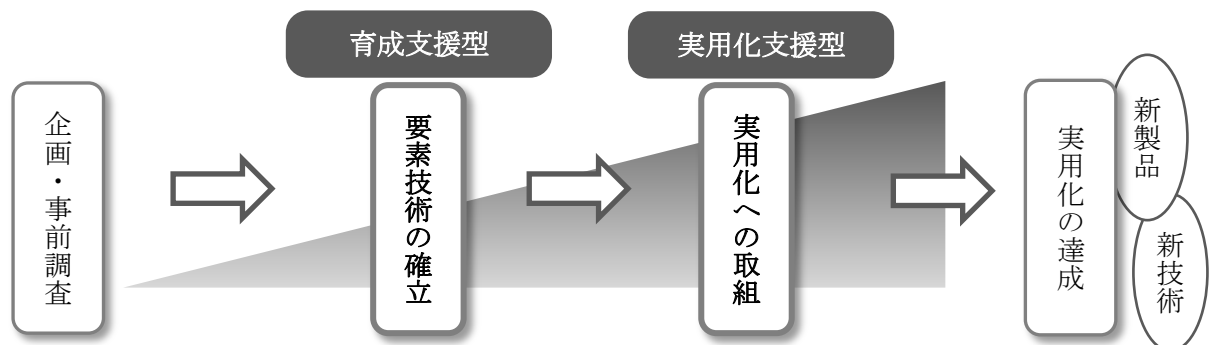 育成支援型
実用化支援型
企画・事前調査
要素技術の確立
実用化への取組
実用化の達成
新製品
新技術